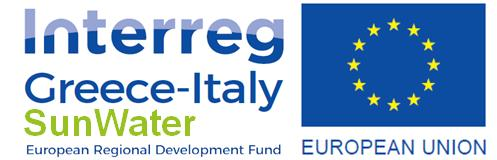 Interreg
Greece-Italy
SunWater
European Regional Development Fund
EUROPEAN UNION